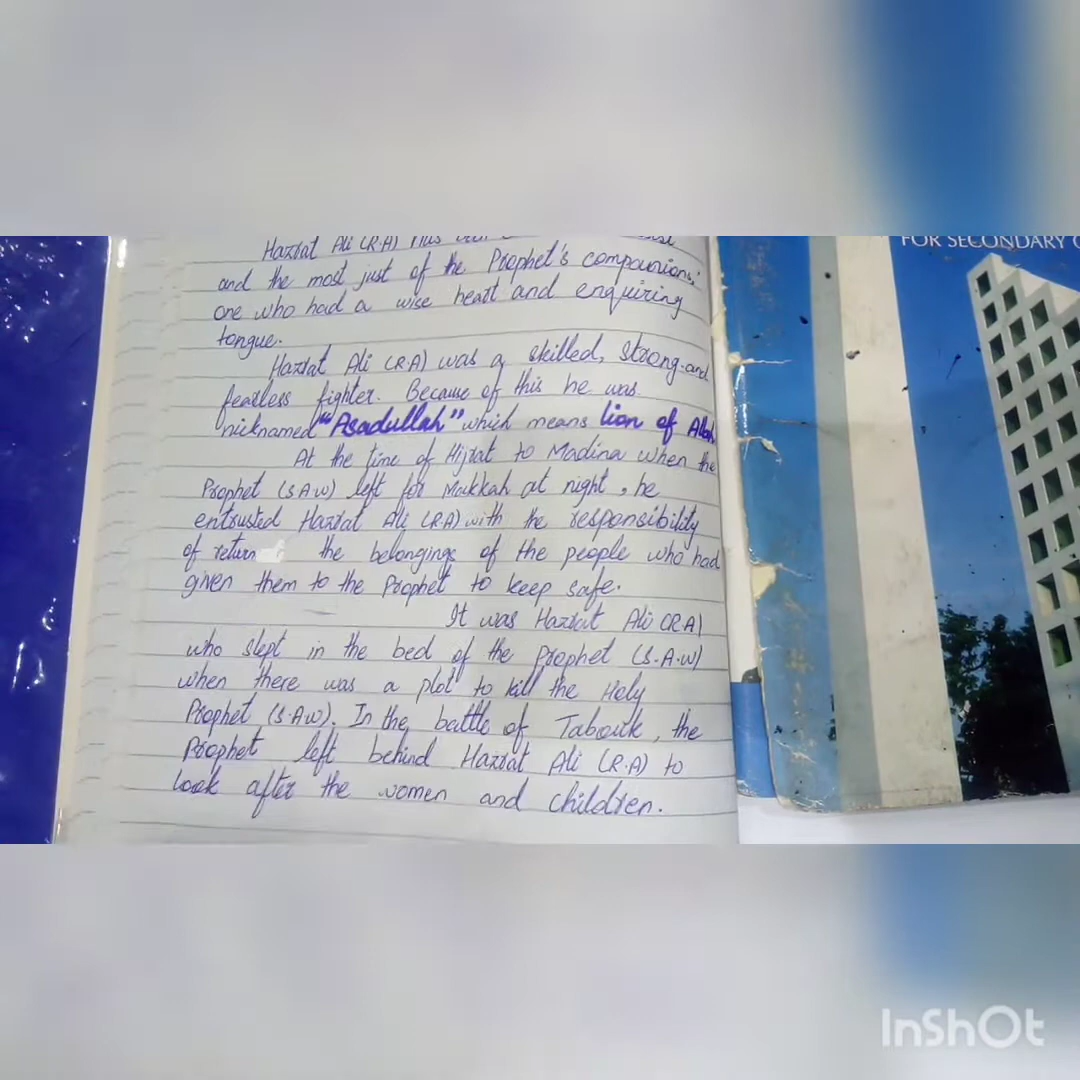 Hazrat Ali (R.A)
and the most just of the Prophet's companions;
one who had a wise heart and enquiring
tongue.
Hazrat Ali (R.A) was a skilled, strong and
fearless fighter. Because of this he was
nicknamed "Asadullah" which means lion of Allah
At the time of Hijrat to Madina when the
Prophet (S.A.W) left for Makkah at night, he
entrusted Hazrat Ali (R.A) with the responsibility
of return the belongings of the people who had
given them to the Prophet to keep safe.
It was Hazrat Ali (R.A)
who slept in the bed of the Prophet (S.A.W)
when there was a plot to kill the Holy
Prophet (S.A.W). In the battle of Tabouk, the
Prophet left behind Hazrat Ali (R.A) to
look after the women and children.
FOR SECONDARY
InShOt